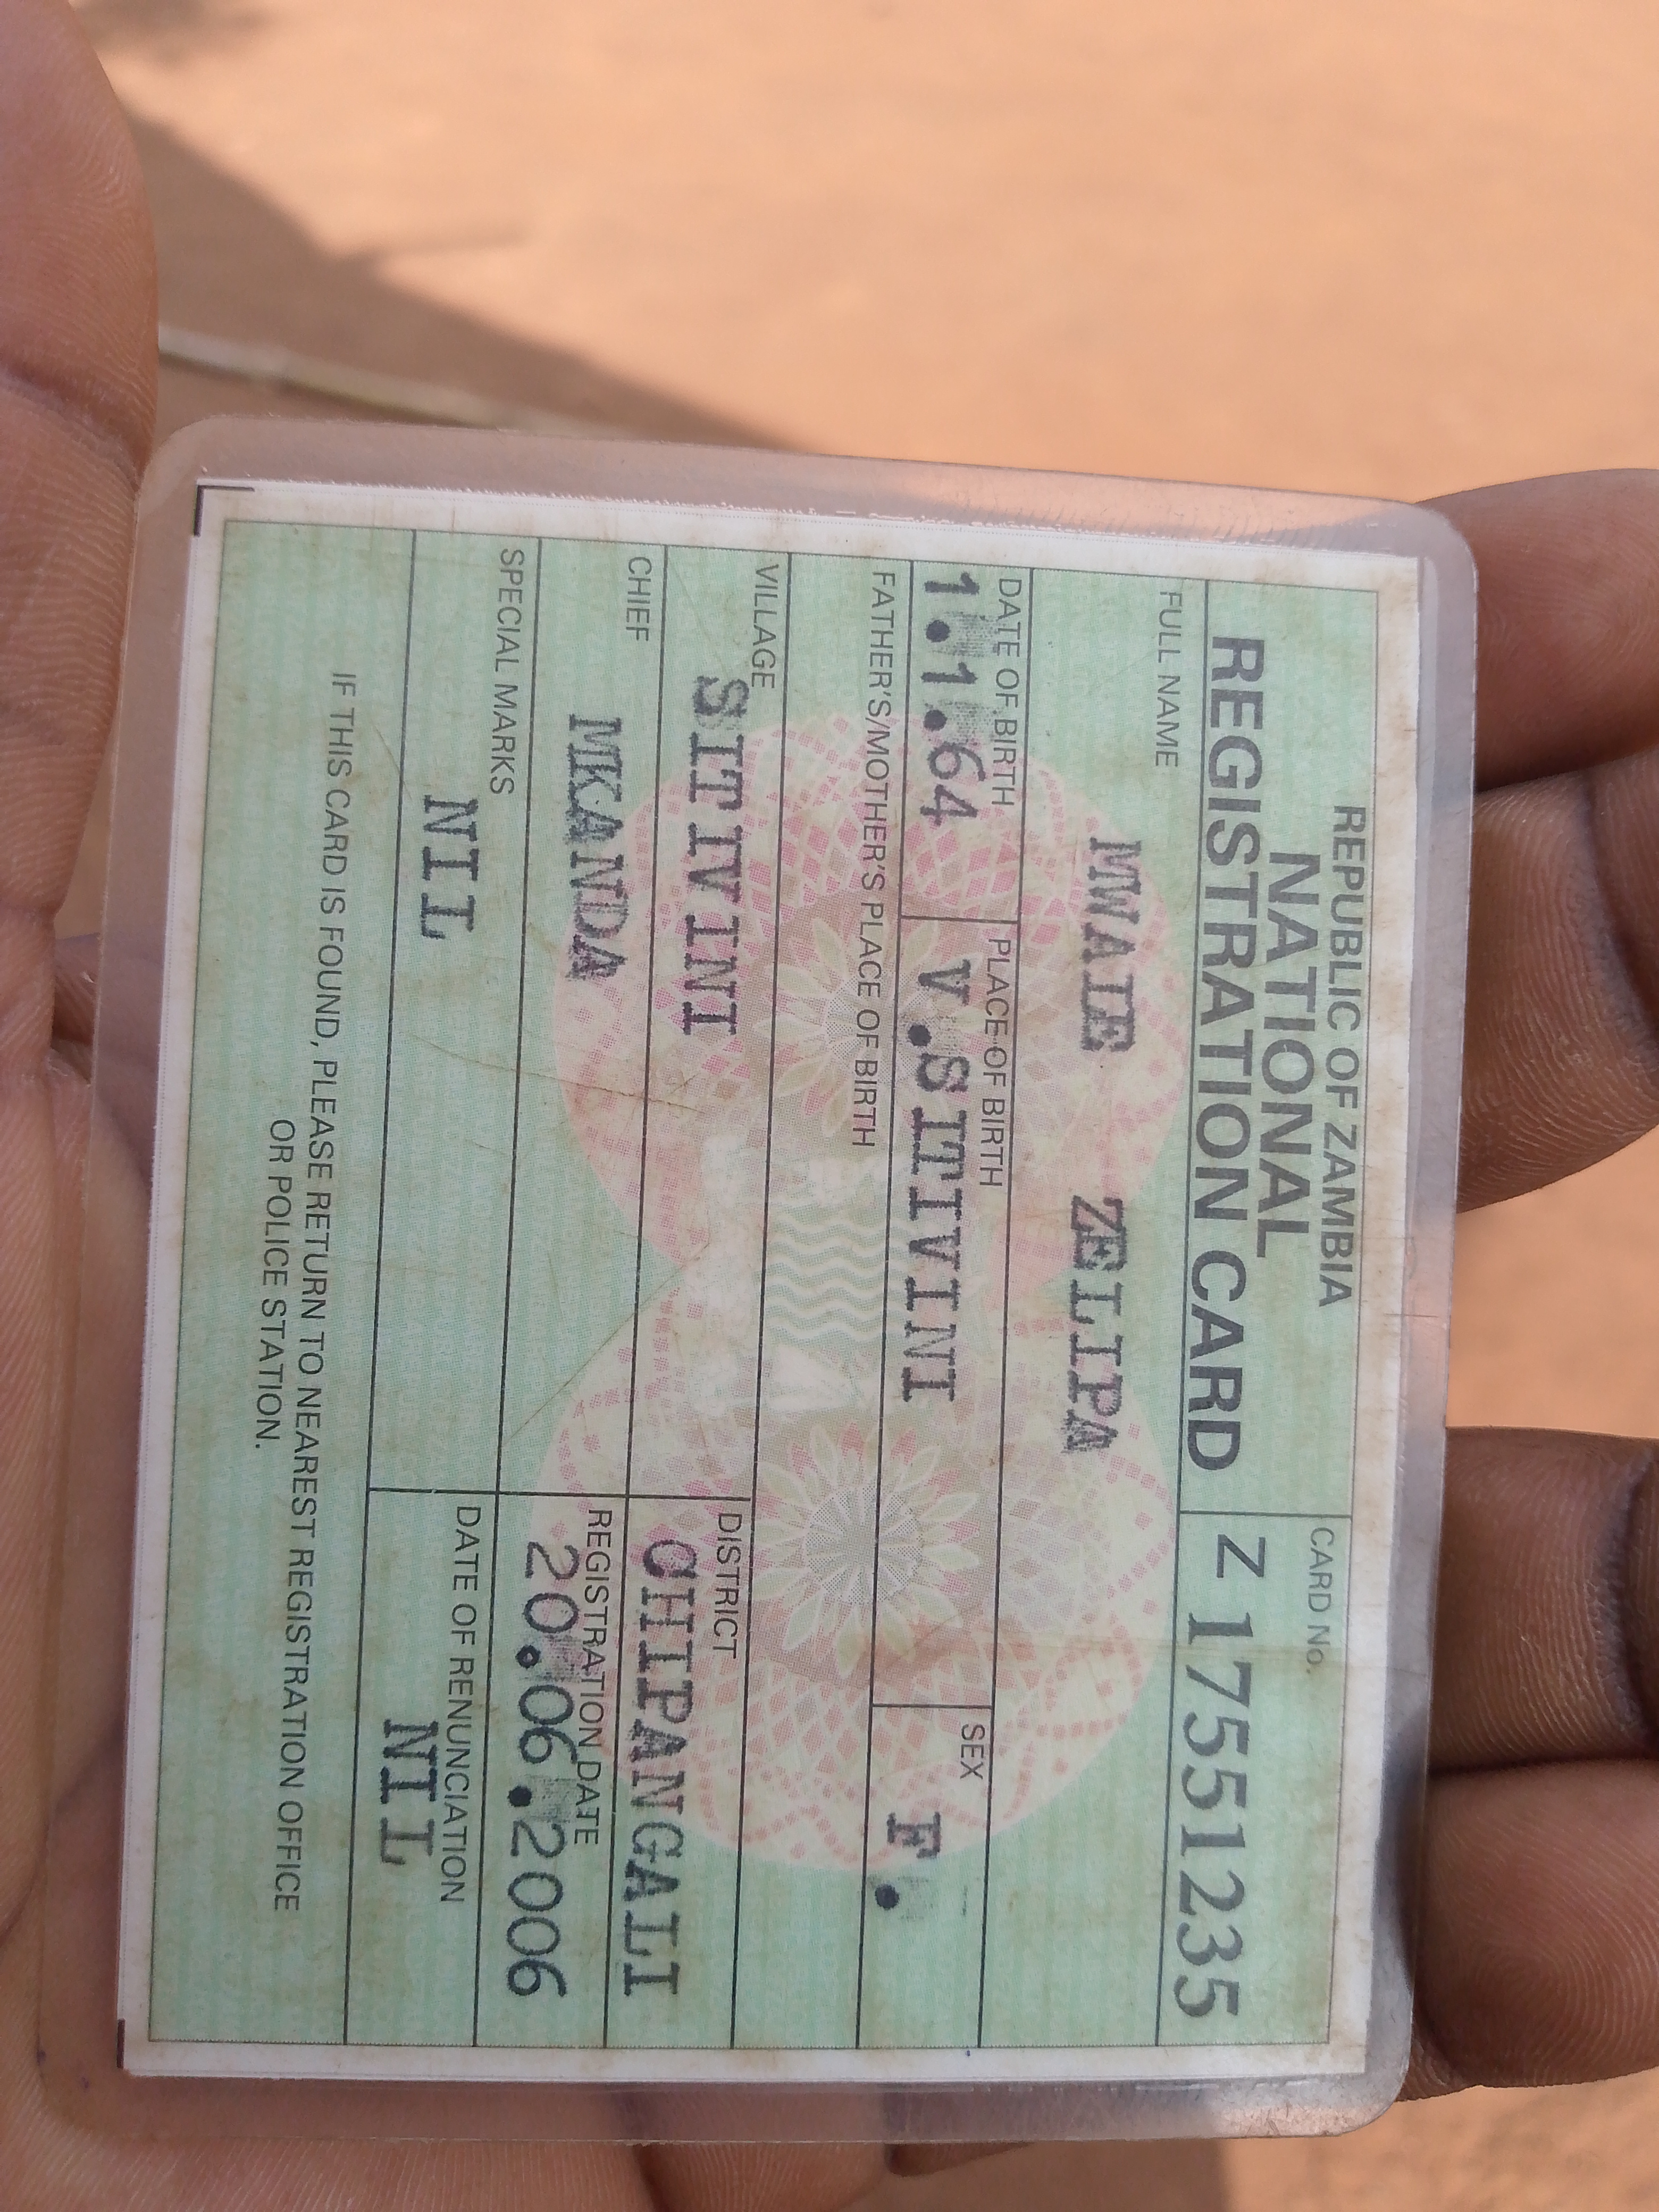 REPUBLIC OF ZAMBIA
NATIONAL
REGISTRATION CARD
CARD No.
Z 17551235
FULL NAME
MWALE ZELIPA
DATE OF BIRTH
1.1.64
PLACE OF BIRTH
V.SITIVINI
SEX
F.
FATHER'S/MOTHER'S PLACE OF BIRTH
VILLAGE
SITIVINI
DISTRICT
CHIPANGALI
CHIEF
MKANDA
REGISTRATION DATE
20.06.2006
SPECIAL MARKS
NIL
DATE OF RENUNCIATION
NIL
IF THIS CARD IS FOUND, PLEASE RETURN TO NEAREST REGISTRATION OFFICE
OR POLICE STATION.